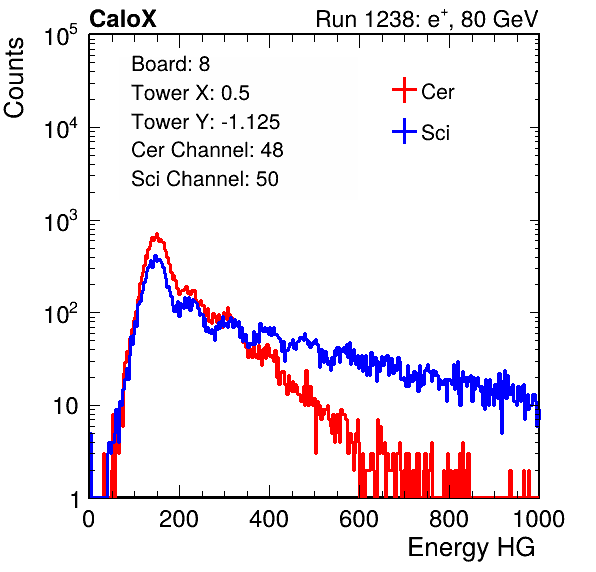 CaloX Run 1238: e⁺, 80 GeV
Counts
Board: 8
Tower X: 0.5
Tower Y: -1.125
Cer Channel: 48
Sci Channel: 50
Cer
Sci
10⁵
10⁴
10³
10²
10
1
0 200 400 600 800 1000
Energy HG